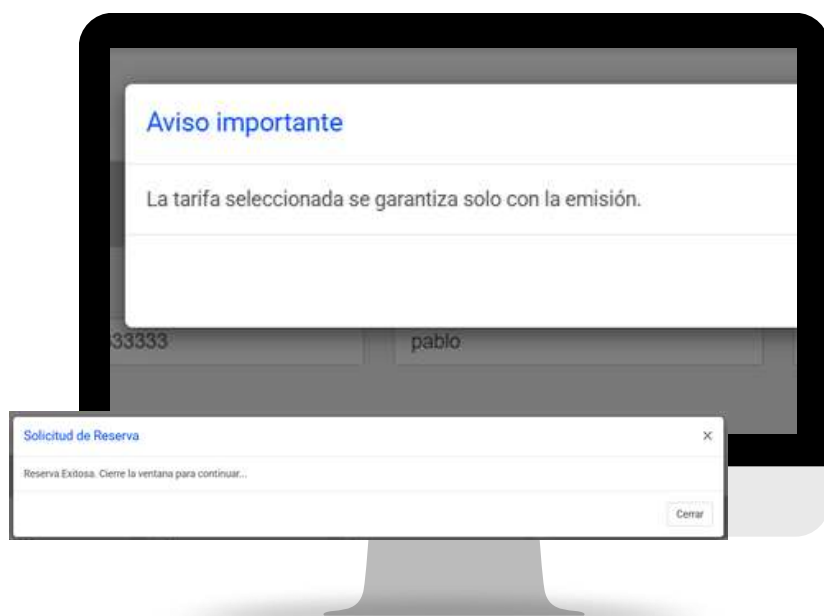 Aviso importante
La tarifa seleccionada se garantiza solo con la emisión.
33333
pablo
Solicitud de Reserva
Reserva Exitosa. Cierre la ventana para continuar...
Cerrar